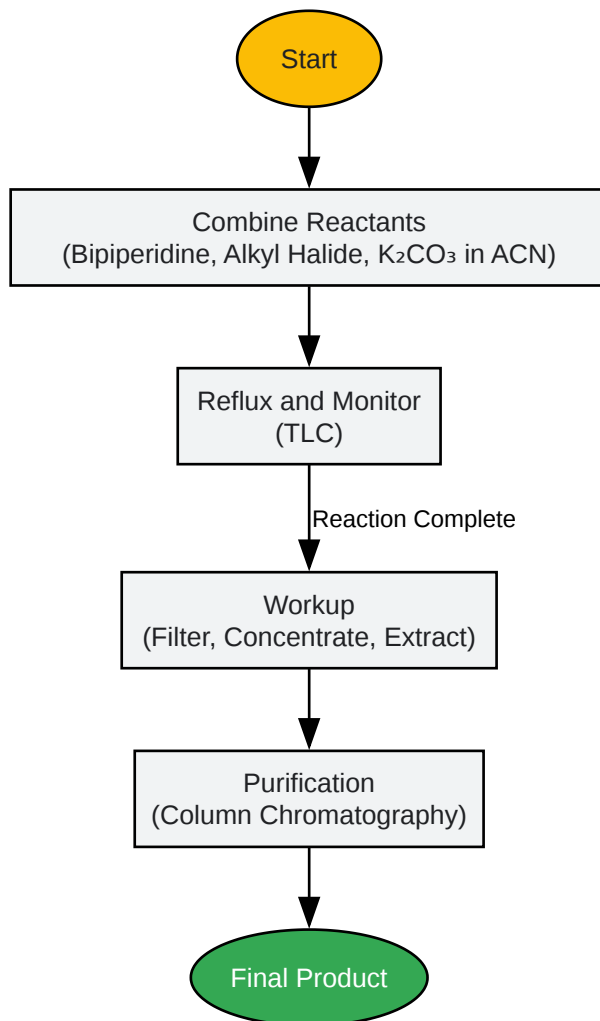 Start
Combine Reactants
(Bipiperidine, Alkyl Halide, K₂CO₃ in ACN)
Reflux and Monitor
(TLC)
Reaction Complete
Workup
(Filter, Concentrate, Extract)
Purification
(Column Chromatography)
Final Product